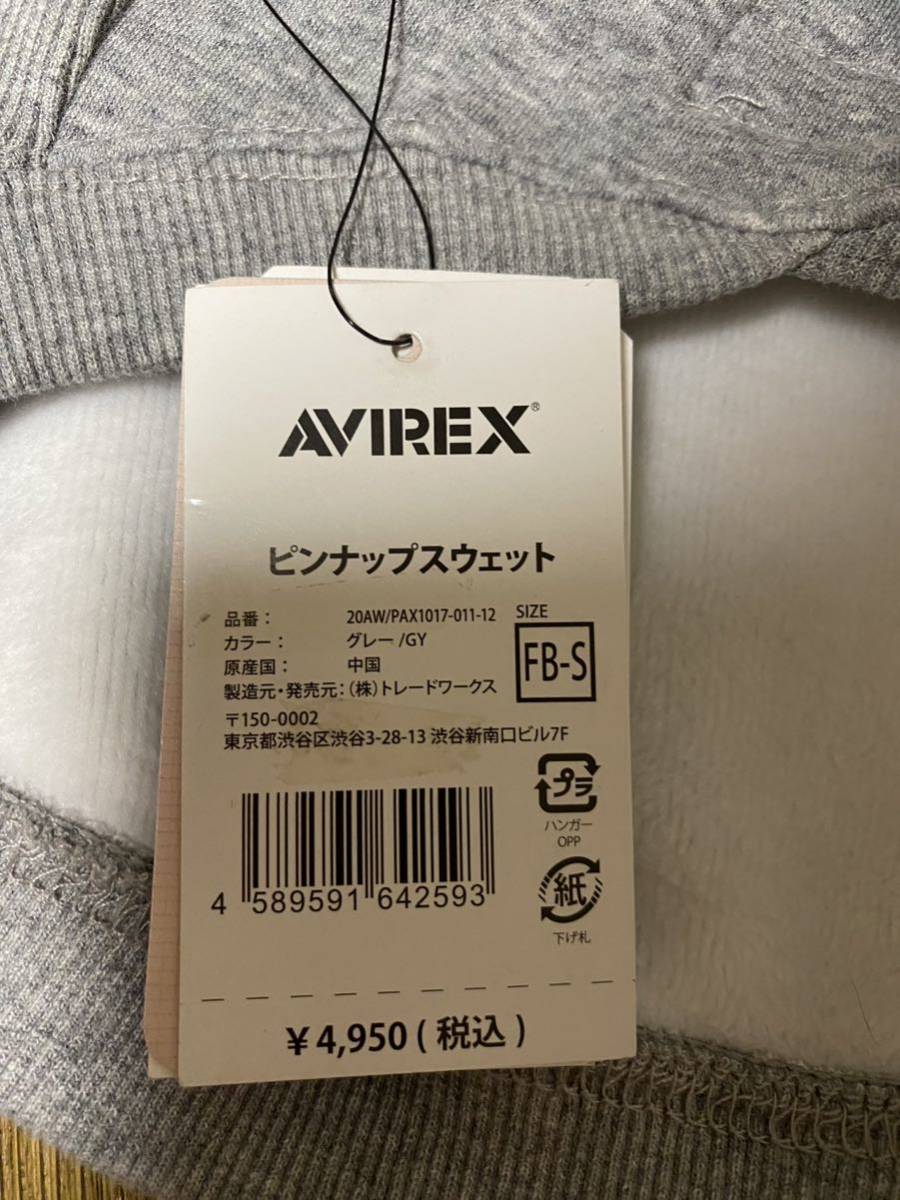 AVIREX®
ピンナップスウェット
品番: 20AW/PAX1017-011-12
カラー: グレー/GY
原産国: 中国
製造元・発売元:(株)トレードワークス
〒150-0002
東京都渋谷区渋谷3-28-13 渋谷新南口ビル7F
SIZE
FB-S
プラ
ハンガー
OPP
紙
下げ札
4 589591 642593
¥4,950(税込)